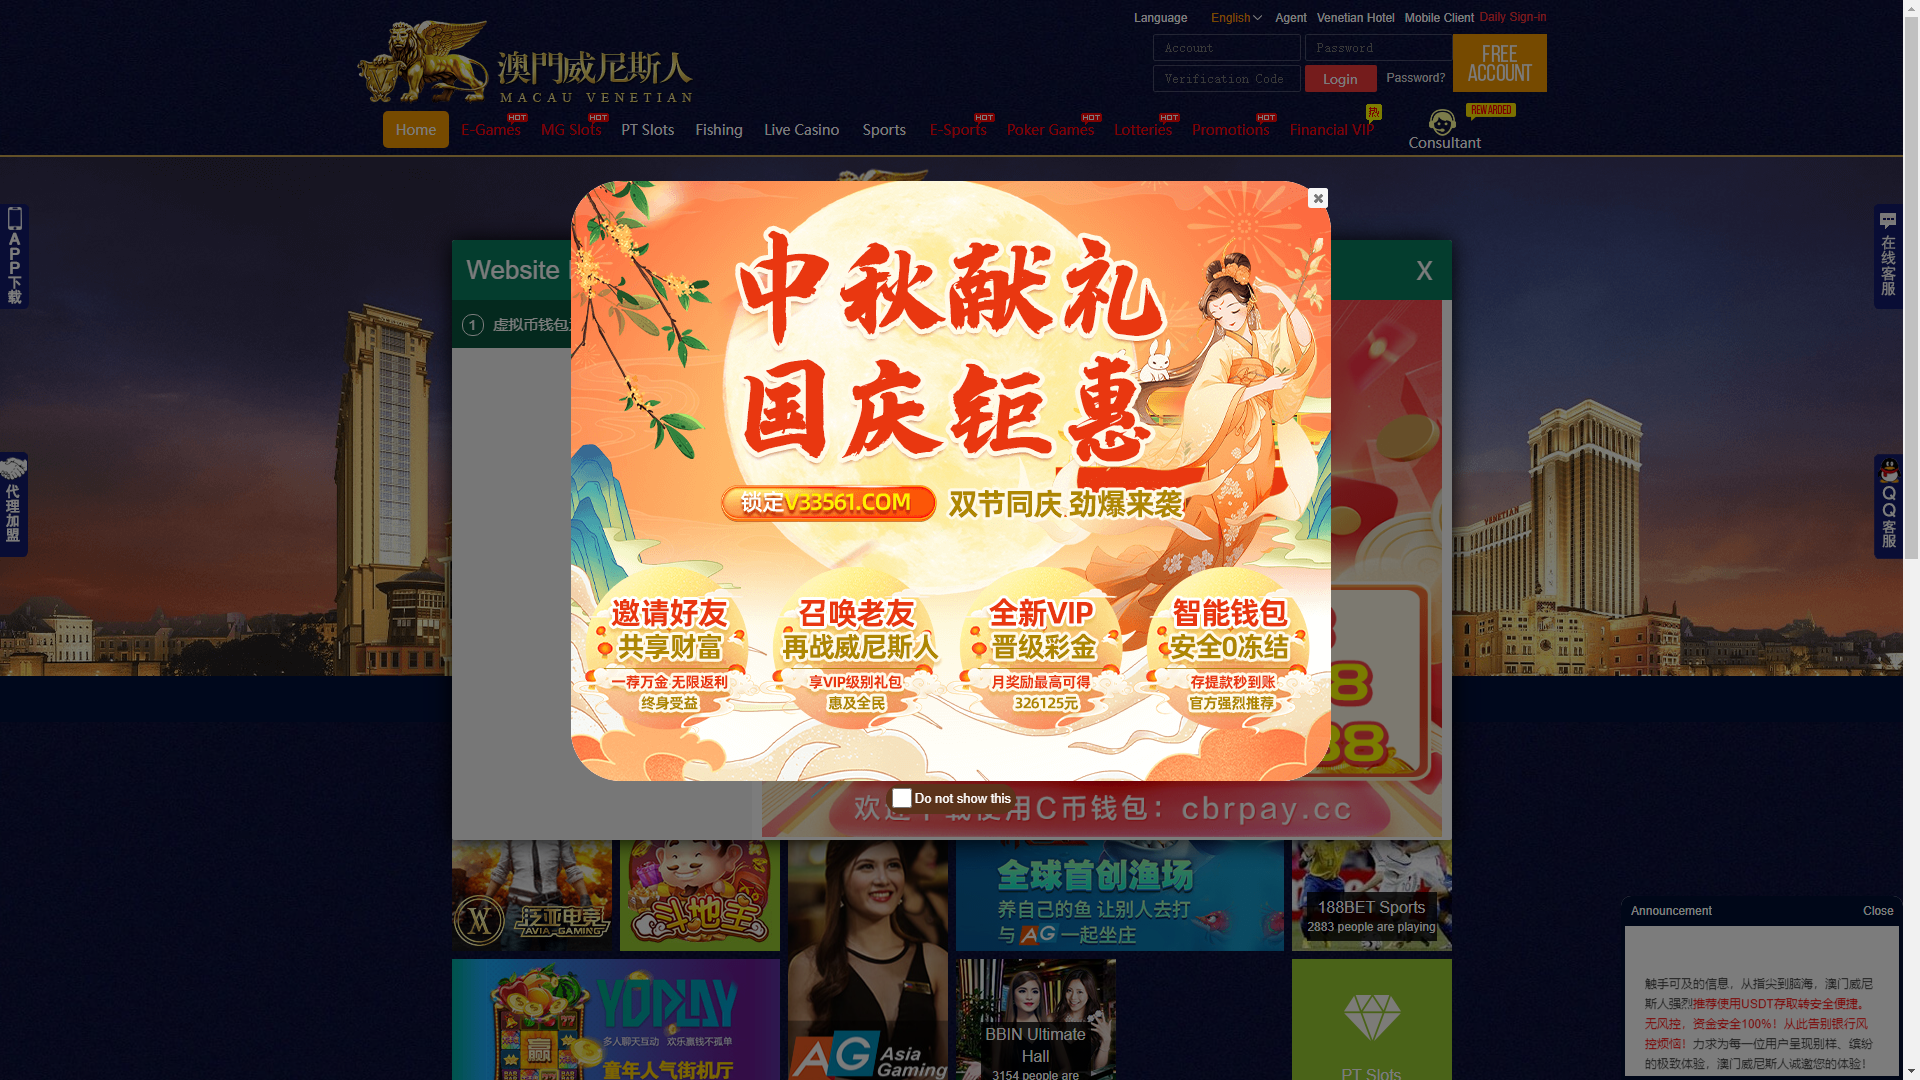 Language
English
Agent
Venetian Hotel
Mobile Client
Daily Sign-in
澳門威尼斯人
MACAU VENETIAN
Account
Password
FREE
ACCOUNT
Verification Code
Login
Password?
Home
E-Games
HOT
MG Slots
HOT
PT Slots
Fishing
Live Casino
Sports
E-Sports
HOT
Poker Games
HOT
Lotteries
HOT
Promotions
HOT
Financial VIP
热
Consultant
REWARDED
APP下载
在线客服
代理加盟
QQ客服
Website
X
1
虚拟币钱包
中秋献礼
国庆钜惠
锁定V33561.COM
双节同庆 劲爆来袭
邀请好友
共享财富
一荐万金 无限返利
终身受益
召唤老友
再战威尼斯人
享VIP级别礼包
惠及全民
全新VIP
晋级彩金
月奖励最高可得
326125元
智能钱包
安全0冻结
存提款秒到账
官方强烈推荐
VENETIAN
Do not show this
用C币钱包：cbrpay.cc
泛亚电竞
AVIA-GAMING
斗地主
全球首创渔场
养自己的鱼 让别人去打
与AG一起坐庄
188BET Sports
2883 people are playing
YOPLAY
多人聊天互动 欢乐赢钱不孤单
童年人气街机厅
赢
AG Asia
Gaming
BBIN Ultimate
Hall
3154 people are
PT Slots
Announcement
Close
触手可及的信息，从指尖到脑海，澳门威尼
斯人强烈推荐使用USDT存取转安全便捷。
无风控，资金安全100%！从此告别银行风
控烦恼！力求为每一位用户呈现别样、缤纷
的极致体验，澳门威尼斯人诚邀您的体验！